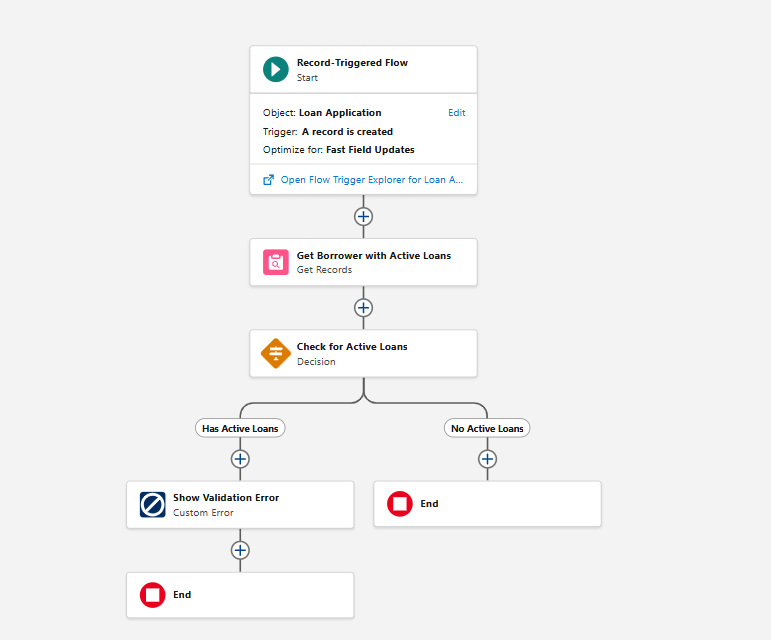 Record-Triggered Flow
Start
Object: Loan Application
Edit
Trigger: A record is created
Optimize for: Fast Field Updates
Open Flow Trigger Explorer for Loan A...
Get Borrower with Active Loans
Get Records
Check for Active Loans
Decision
Has Active Loans
No Active Loans
Show Validation Error
Custom Error
End
End